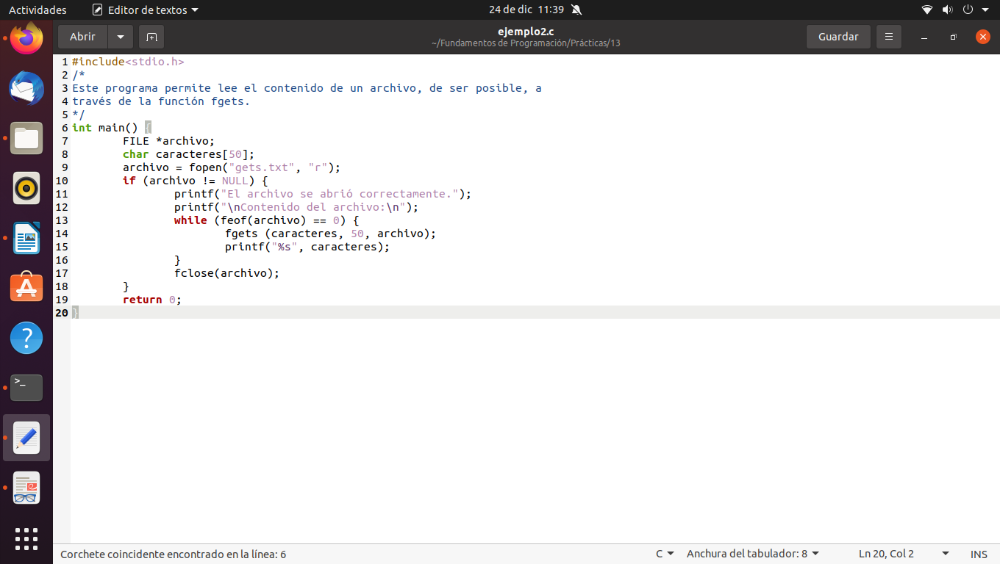 Actividades
Editor de textos
24 de dic 11:39
Abrir
ejemplo2.c
~/Fundamentos de Programación/Prácticas/13
Guardar
1 #include<stdio.h>
2 /*
3 Este programa permite lee el contenido de un archivo, de ser posible, a
4 través de la función fgets.
5 */
6 int main() {
7 FILE *archivo;
8 char caracteres[50];
9 archivo = fopen("gets.txt", "r");
10 if (archivo != NULL) {
11 printf("El archivo se abrió correctamente.");
12 printf("\nContenido del archivo:\n");
13 while (feof(archivo) == 0) {
14 fgets (caracteres, 50, archivo);
15 printf("%s", caracteres);
16 }
17 fclose(archivo);
18 }
19 return 0;
20 }
Corchete coincidente encontrado en la línea: 6
C
Anchura del tabulador: 8
Ln 20, Col 2
INS